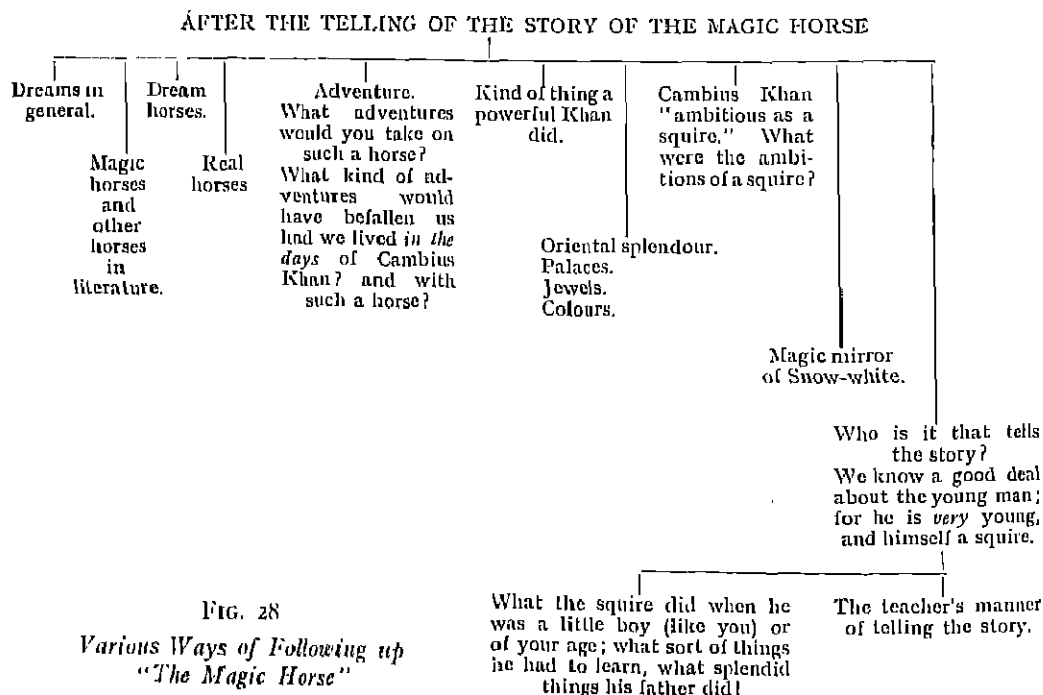 AFTER THE TELLING OF THE STORY OF THE MAGIC HORSE
Dreams in
general.
Magic
horses
and
other
horses
in
literature.
Dream
horses.
Real
horses
Adventure.
What adventures
would you take on
such a horse?
What kind of ad-
ventures would
have befallen us
had we lived in the
days of Cambius
Khan? and with
such a horse?
Kind of thing a
powerful Khan
did.
Oriental splendour.
Palaces.
Jewels.
Colours.
Cambius Khan
"ambitious as a
squire." What
were the ambi-
tions of a squire?
Magic mirror
of Snow-white.
Who is it that tells
the story?
We know a good deal
about the young man;
for he is very young,
and himself a squire.
What the squire did when he
was a little boy (like you) or
of your age; what sort of things
he had to learn, what splendid
things his father did!
The teacher's manner
of telling the story.
FIG. 28
Various Ways of Following up
"The Magic Horse"